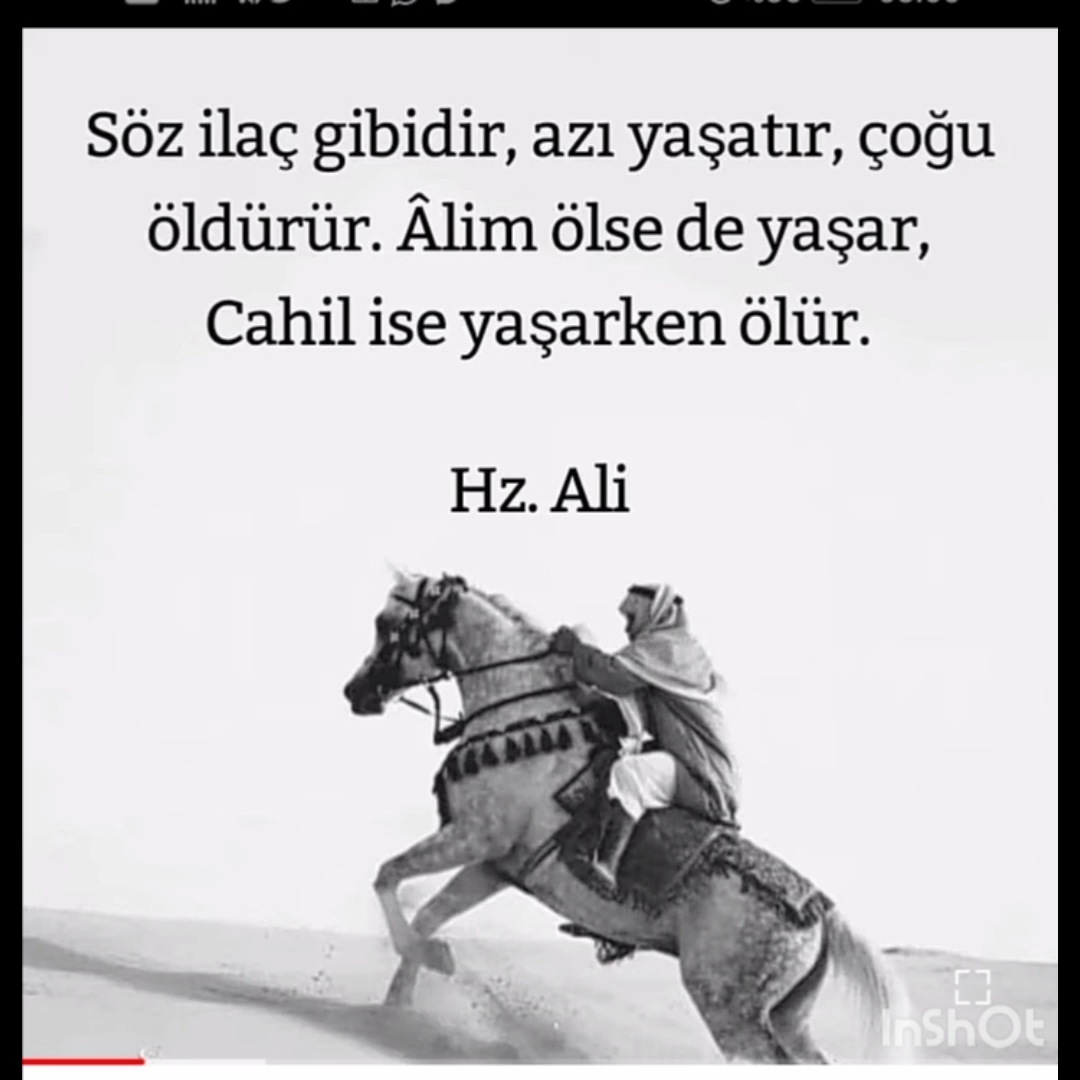 Söz ilaç gibidir, azı yaşatır, çoğu
öldürür. Âlim ölse de yaşar,
Cahil ise yaşarken ölür.
Hz. Ali
InShOt